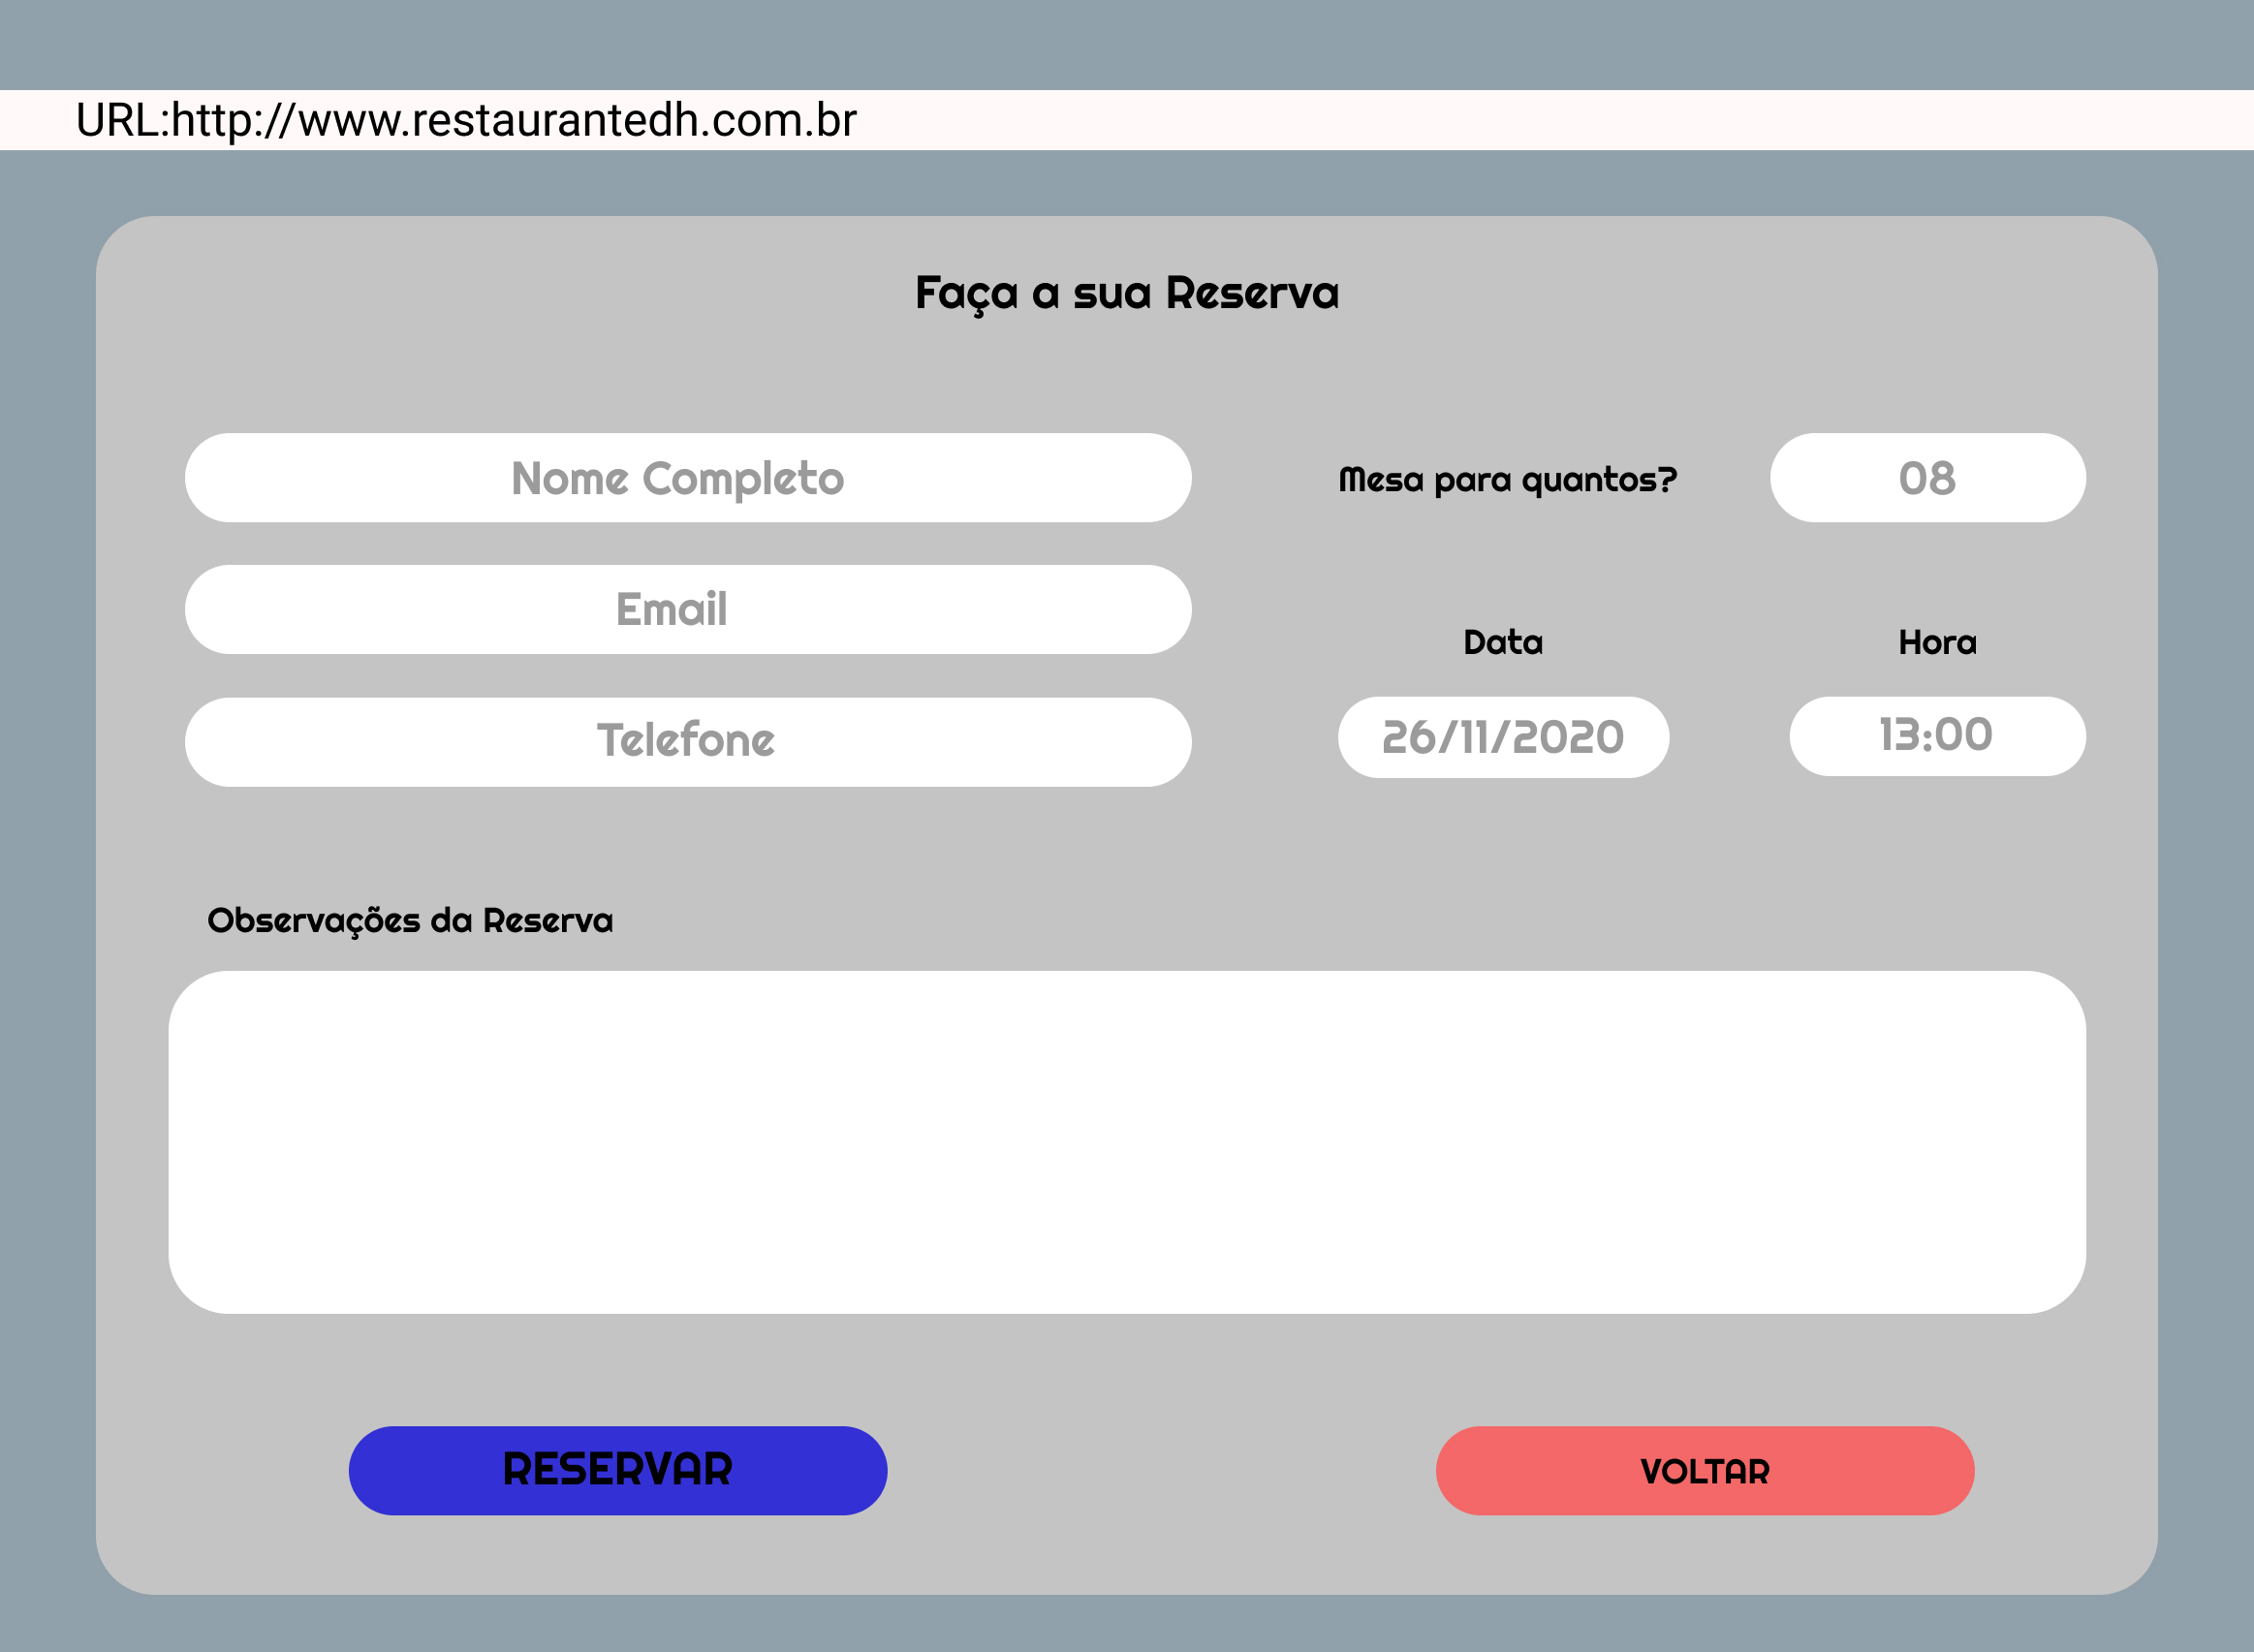 URL:http://www.restaurantedh.com.br
Faça a sua Reserva
Nome Completo
Mesa para quantos?
08
Email
Data
Hora
Telefone
26/11/2020
13:00
Observações da Reserva
RESERVAR
VOLTAR